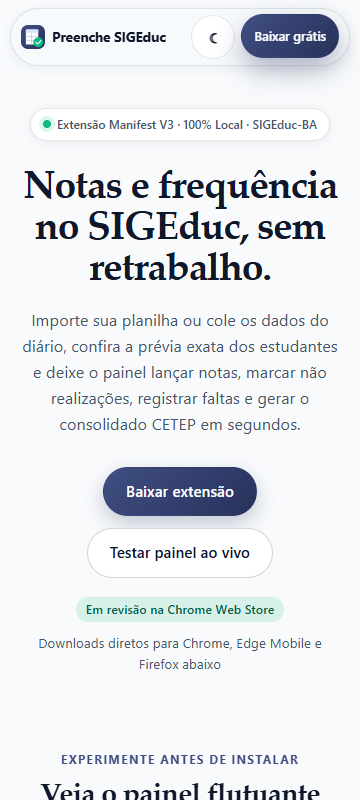 Preenche SIGEduc
Baixar grátis
Extensão Manifest V3 · 100% Local · SIGEduc-BA
Notas e frequência
no SIGEduc, sem
retrabalho.
Importe sua planilha ou cole os dados do
diário, confira a prévia exata dos estudantes
e deixe o painel lançar notas, marcar não
realizações, registrar faltas e gerar o
consolidado CETEP em segundos.
Baixar extensão
Testar painel ao vivo
Em revisão na Chrome Web Store
Downloads diretos para Chrome, Edge Mobile e
Firefox abaixo
EXPERIMENTE ANTES DE INSTALAR
Veja o painel flutuante